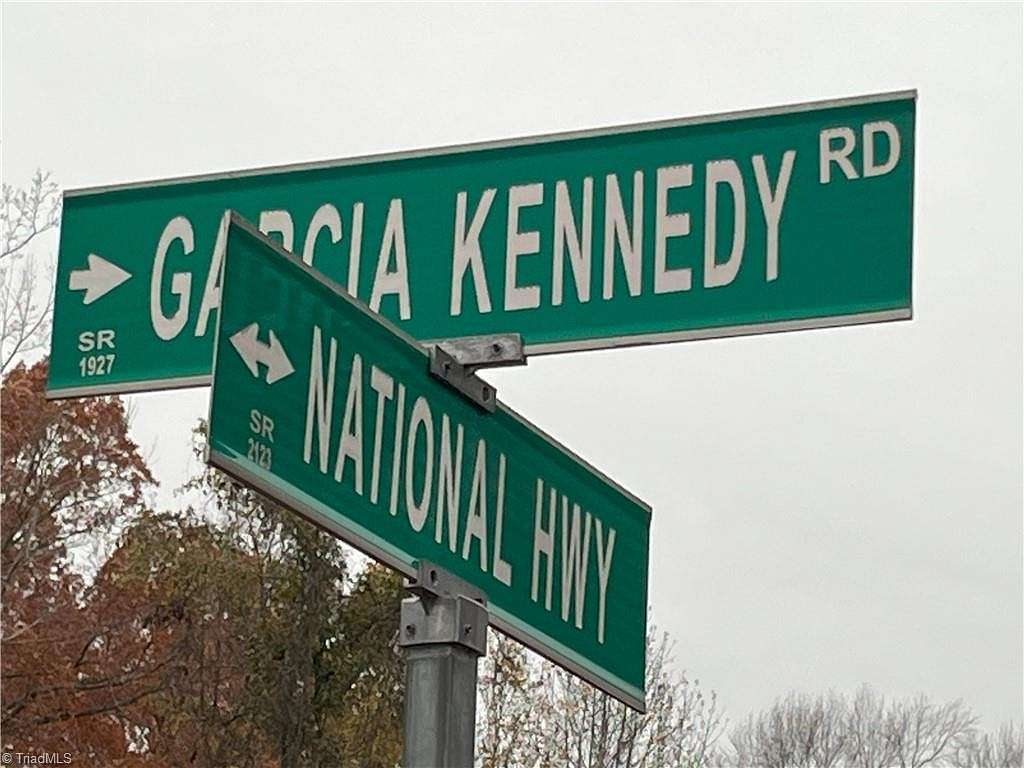 GARCIA KENNEDY RD
SR
1927
NATIONAL HWY
SR
2123
© TriadMLS